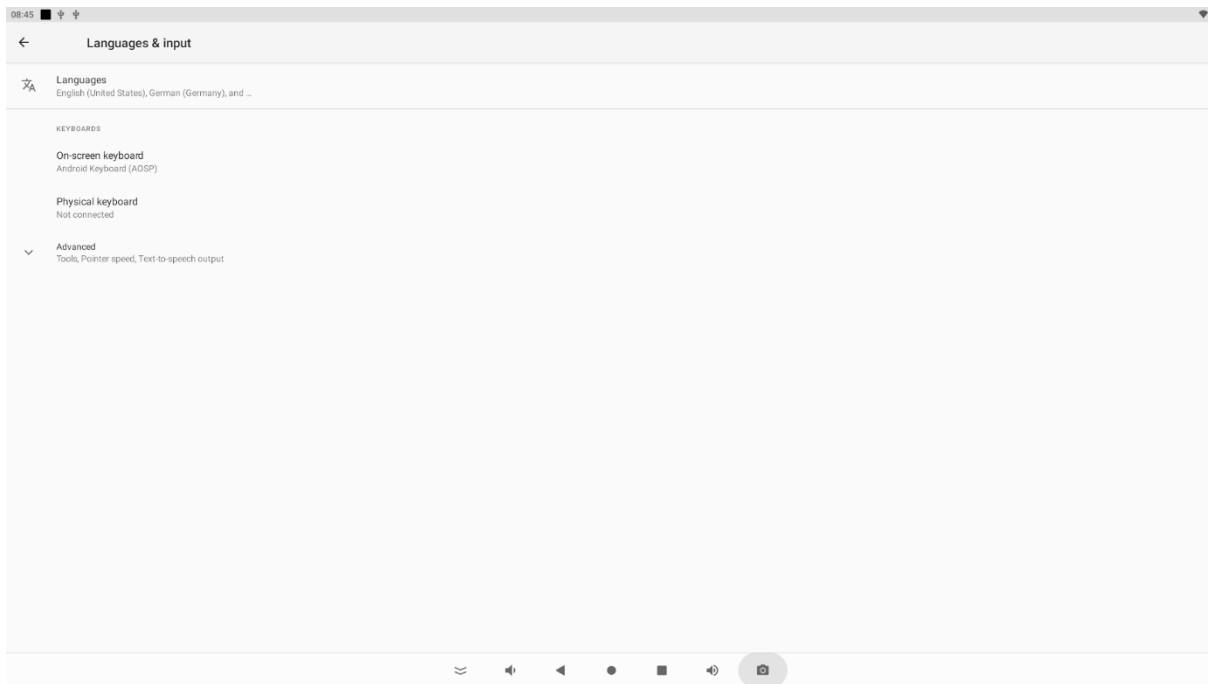 08:45
Languages & input
Languages
English (United States), German (Germany), and ...
KEYBOARDS
On-screen keyboard
Android Keyboard (AOSP)
Physical keyboard
Not connected
Advanced
Tools, Pointer speed, Text-to-speech output